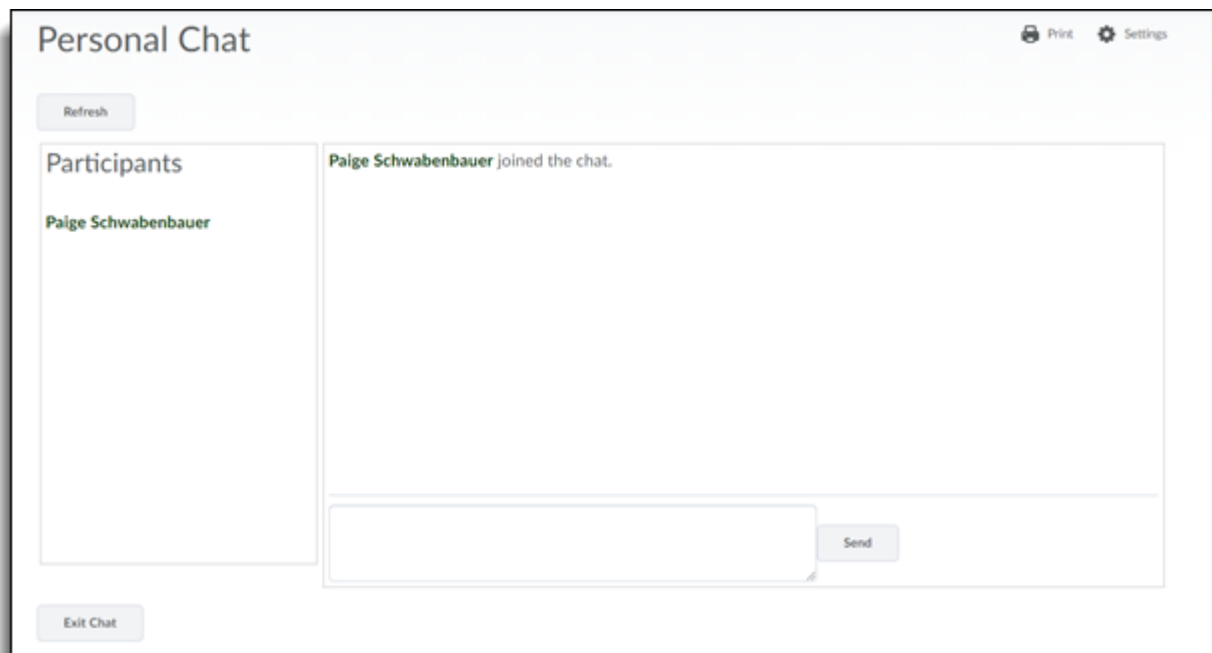 Personal Chat
Print
Settings
Refresh
Participants
Paige Schwabenbauer
Paige Schwabenbauer joined the chat.
Send
Exit Chat